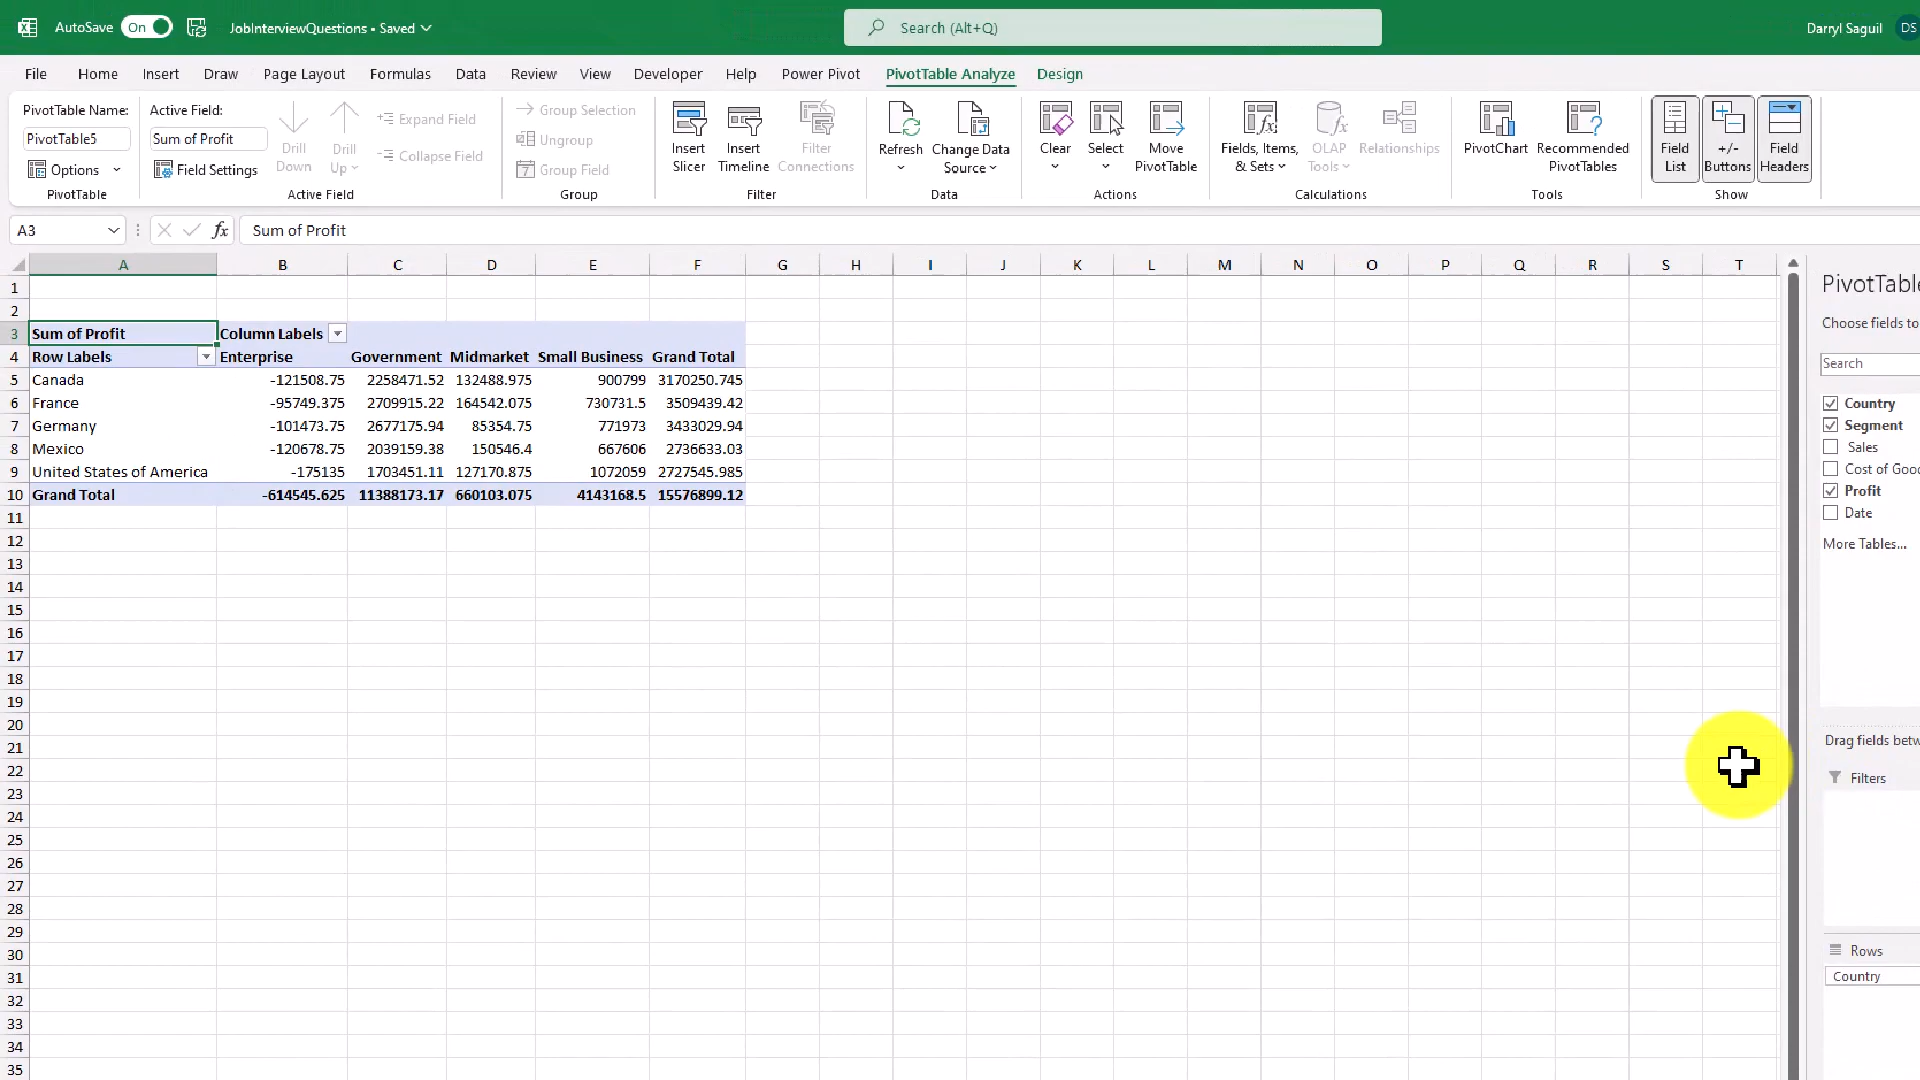 AutoSave On JobInterviewQuestions • Saved Search (Alt+Q) Darryl Saguil DS
File Home Insert Draw Page Layout Formulas Data Review View Developer Help Power Pivot PivotTable Analyze Design
PivotTable Name:
PivotTable5
Options
PivotTable
Active Field:
Sum of Profit
Field Settings
Drill Down
Drill Up
Expand Field
Collapse Field
Active Field
Group Selection
Ungroup
Group Field
Group
Insert Slicer
Insert Timeline
Filter Connections
Filter
Refresh
Change Data Source
Data
Clear
Select
Move PivotTable
Actions
Fields, Items, & Sets
OLAP Tools
Relationships
Calculations
PivotChart
Recommended PivotTables
Tools
Field List
+/- Buttons
Field Headers
Show
A3 fx Sum of Profit
A B C D E F G H I J K L M N O P Q R S T
1
2
3 Sum of Profit Column Labels
4 Row Labels Enterprise Government Midmarket Small Business Grand Total
5 Canada -121508.75 2258471.52 132488.975 900799 3170250.745
6 France -95749.375 2709915.22 164542.075 730731.5 3509439.42
7 Germany -101473.75 2677175.94 85354.75 771973 3433029.94
8 Mexico -120678.75 2039159.38 150546.4 667606 2736633.03
9 United States of America -175135 1703451.11 127170.875 1072059 2727545.985
10 Grand Total -614545.625 11388173.17 660103.075 4143168.5 15576899.12
11
12
13
14
15
16
17
18
19
20
21
22
23
24
25
26
27
28
29
30
31
32
33
34
35
PivotTabl
Choose fields to
Search
Country
Segment
Sales
Cost of Goo
Profit
Date
More Tables...
Drag fields betw
Filters
Rows
Country